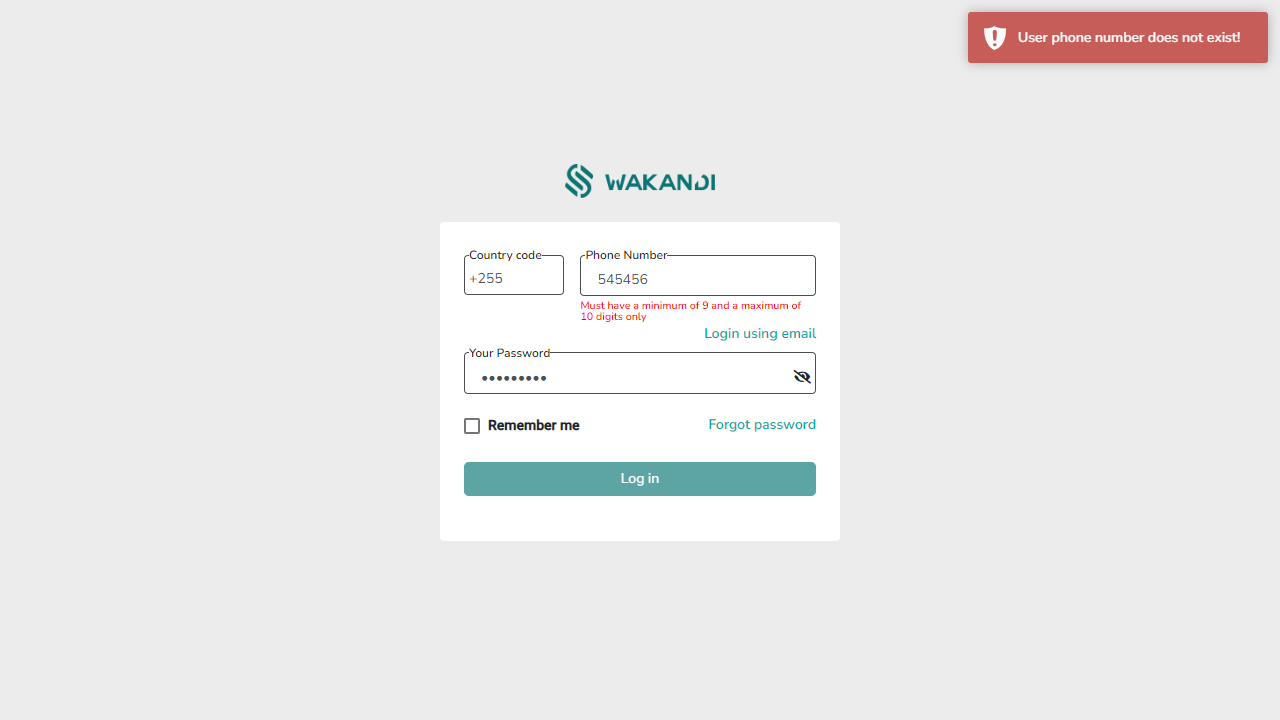 User phone number does not exist!
WAKANDI
Country code
+255
Phone Number
545456
Must have a minimum of 9 and a maximum of
10 digits only
Login using email
Your Password
•••••••••
Remember me
Forgot password
Log in